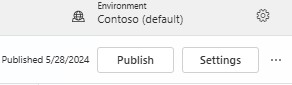 Environment
Contoso (default)
Published 5/28/2024
Publish
Settings